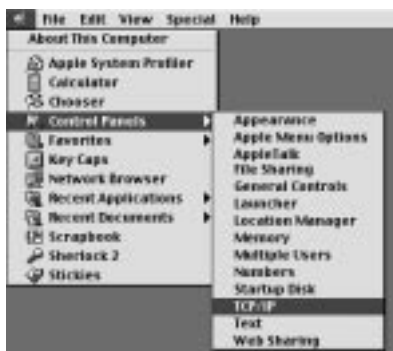 File Edit View Special Help
About This Computer
Apple System Profiler
Calculator
Chooser
Control Panels
Favorites
Key Caps
Network Browser
Recent Applications
Recent Documents
Scrapbook
Sherlock 2
Stickies
Appearance
Apple Menu Options
AppleTalk
File Sharing
General Controls
Launcher
Location Manager
Memory
Multiple Users
Numbers
Startup Disk
TCP/IP
Text
Web Sharing